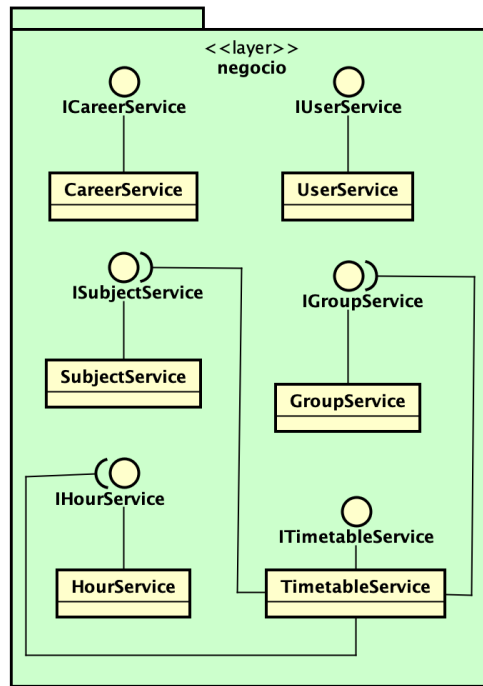 <<layer>>
negocio
ICareerService
IUserService
CareerService
UserService
ISubjectService
IGroupService
SubjectService
GroupService
IHourService
ITimetableService
HourService
TimetableService